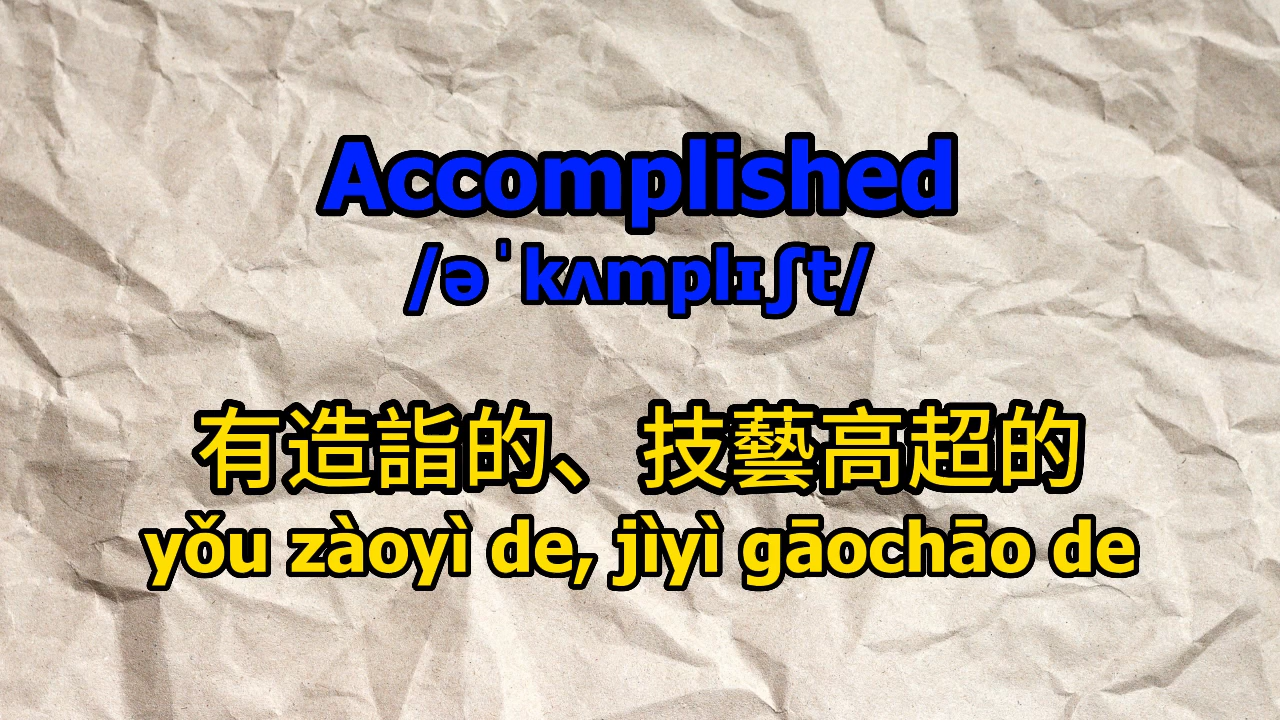 Accomplished
/əˈkʌmplɪʃt/
有造詣的、技藝高超的
yǒu zàoyì de, jìyì gāochāo de